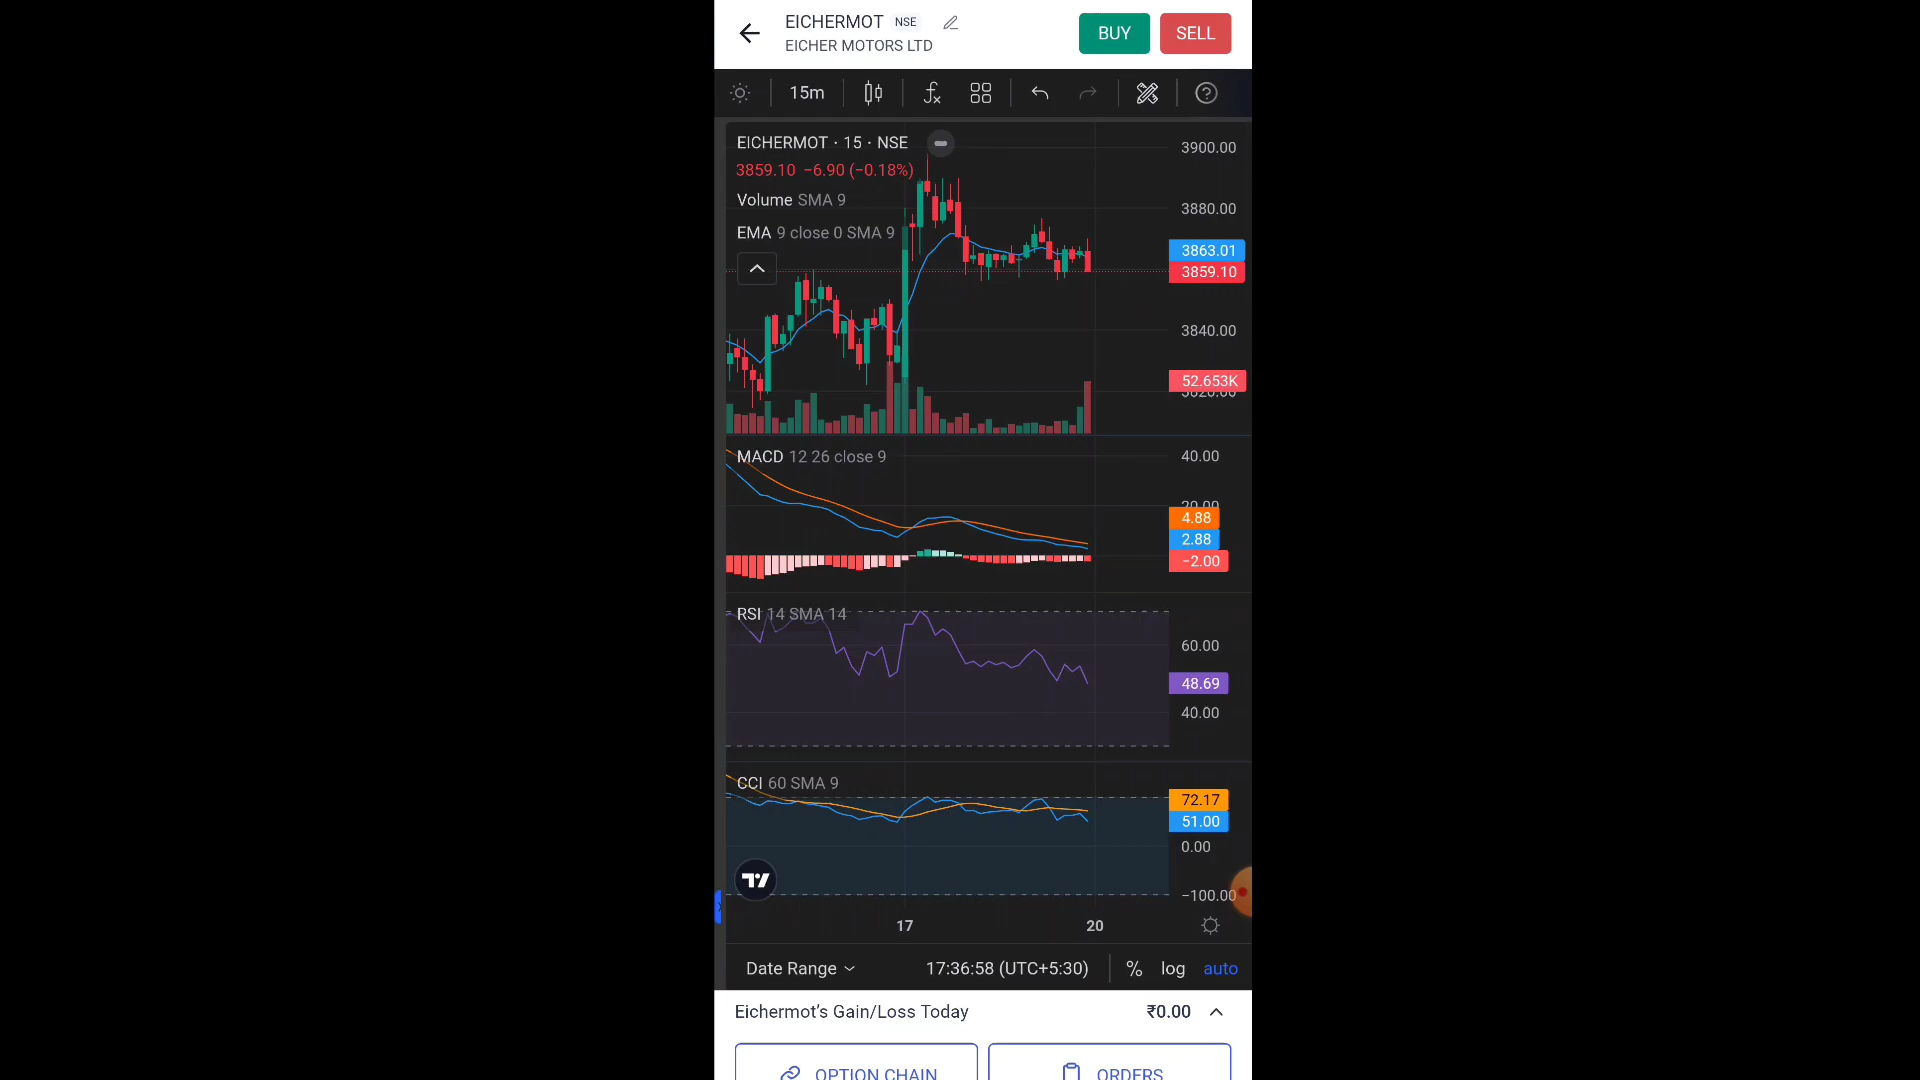 EICHERMOT NSE
EICHER MOTORS LTD
BUY
SELL
15m
EICHERMOT · 15 · NSE
3859.10 −6.90 (−0.18%)
Volume SMA 9
EMA 9 close 0 SMA 9
3900.00
3880.00
3863.01
3859.10
3840.00
52.653K
3820.00
MACD 12 26 close 9
40.00
20.00
4.88
2.88
−2.00
RSI 14 SMA 14
60.00
48.69
40.00
CCI 60 SMA 9
72.17
51.00
0.00
−100.00
17
20
Date Range
17:36:58 (UTC+5:30)
%
log
auto
Eichermot’s Gain/Loss Today
₹0.00
OPTION CHAIN
ORDERS